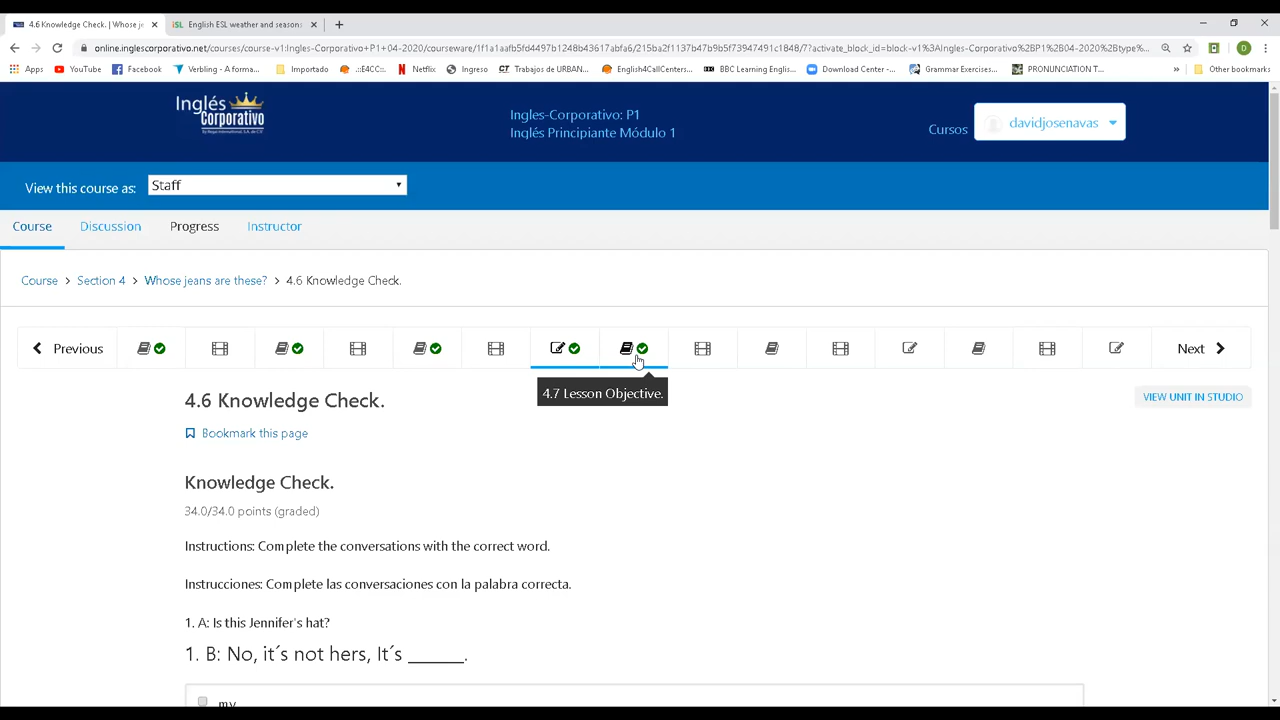 4.6 Knowledge Check. | Whose je
English ESL weather and seasons
online.inglescorporativo.net/courses/course-v1:Ingles-Corporativo+P1+04-2020/courseware/1f1a1aafb5fd4497b1248b43617abfa6/215ba2f1137b47b9b5f73947491c1848/7?activate_block_id=block-v1%3AIngles-Corporativo%2BP1%2B04-2020%2Btype%...
Apps YouTube Facebook Verbling - A forma... Importado .::E4CC::. Netflix Ingreso Trabajos de URBAN... English4CallCenters... BBC Learning Englis... Download Center -... Grammar Exercises... PRONUNCIATION T... » Other bookmarks
Inglés
Corporativo
Ingles-Corporativo: P1
Inglés Principiante Módulo 1
Cursos
davidjosenavas
View this course as:
Staff
Course Discussion Progress Instructor
Course > Section 4 > Whose jeans are these? > 4.6 Knowledge Check.
Previous
Next
4.7 Lesson Objective.
4.6 Knowledge Check.
VIEW UNIT IN STUDIO
Bookmark this page
Knowledge Check.
34.0/34.0 points (graded)
Instructions: Complete the conversations with the correct word.
Instrucciones: Complete las conversaciones con la palabra correcta.
1. A: Is this Jennifer's hat?
1. B: No, it´s not hers, It´s ______.
my